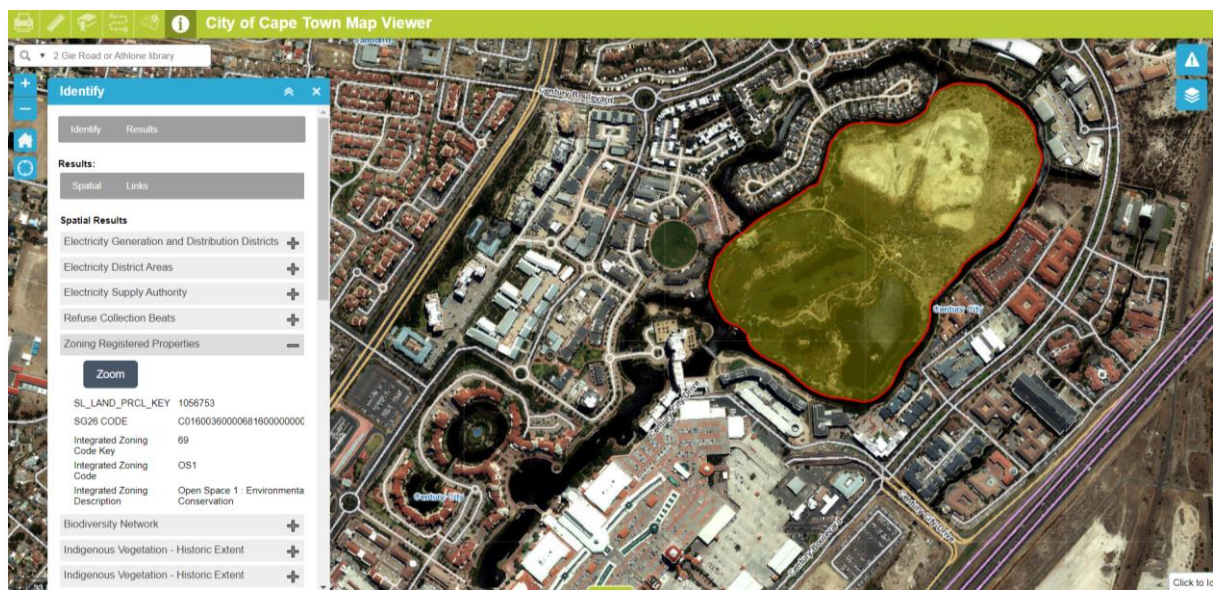 City of Cape Town Map Viewer
2 Gie Road or Athlone library
Identify
Identify Results
Results:
Spatial Links
Spatial Results
Electricity Generation and Distribution Districts
Electricity District Areas
Electricity Supply Authority
Refuse Collection Beats
Zoning Registered Properties
Zoom
SL_LAND_PRCL_KEY 1056753
SG26 CODE
Integrated Zoning Code Key 69
Integrated Zoning Code OS1
Integrated Zoning Description Open Space 1 : Environmenta Conservation
Biodiversity Network
Indigenous Vegetation - Historic Extent
Indigenous Vegetation - Historic Extent
Century Boulevard
Century City
Century City
Century City Drive
Century Boulevard
Click to Ic